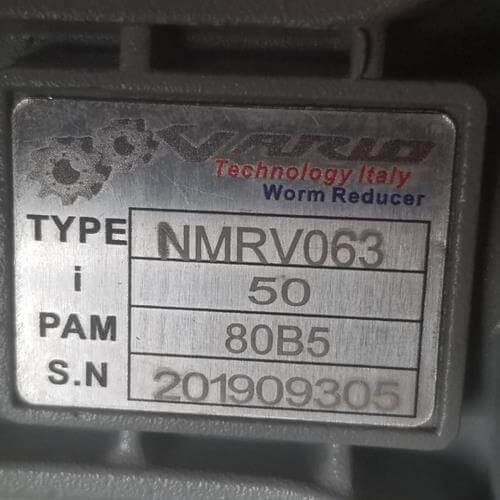 VARIO
Technology Italy
Worm Reducer
TYPE NMRV063
i 50
PAM 80B5
S.N 201909305